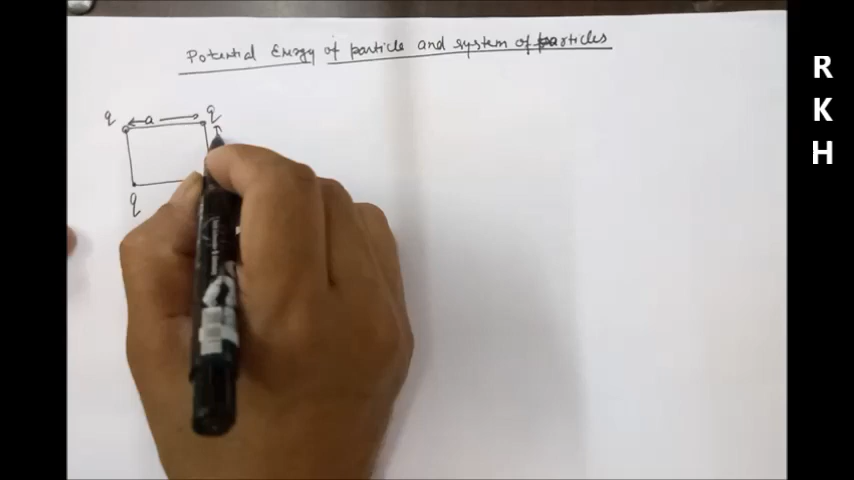 Potential Energy of particle and system of particles
q a q
q
R
K
H